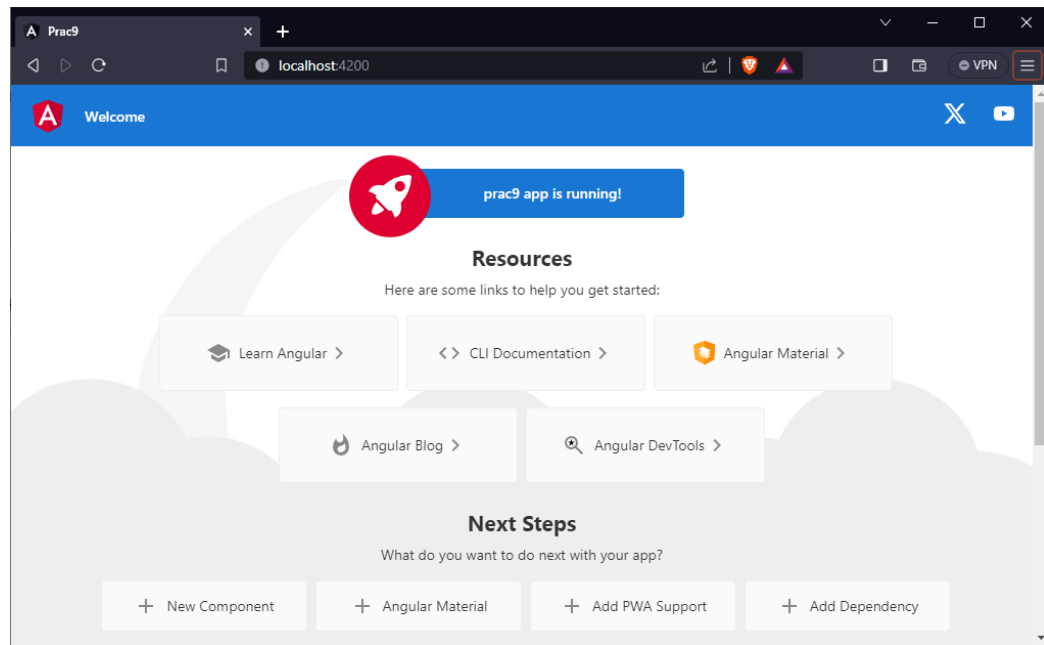 Prac9
localhost:4200
VPN
Welcome
prac9 app is running!
Resources
Here are some links to help you get started:
Learn Angular
CLI Documentation
Angular Material
Angular Blog
Angular DevTools
Next Steps
What do you want to do next with your app?
New Component
Angular Material
Add PWA Support
Add Dependency